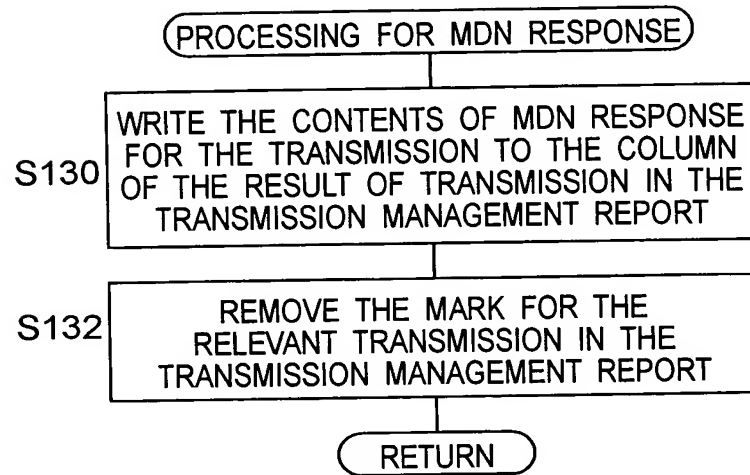 PROCESSING FOR MDN RESPONSE
S130
WRITE THE CONTENTS OF MDN RESPONSE
FOR THE TRANSMISSION TO THE COLUMN
OF THE RESULT OF TRANSMISSION IN THE
TRANSMISSION MANAGEMENT REPORT
S132
REMOVE THE MARK FOR THE
RELEVANT TRANSMISSION IN THE
TRANSMISSION MANAGEMENT REPORT
RETURN